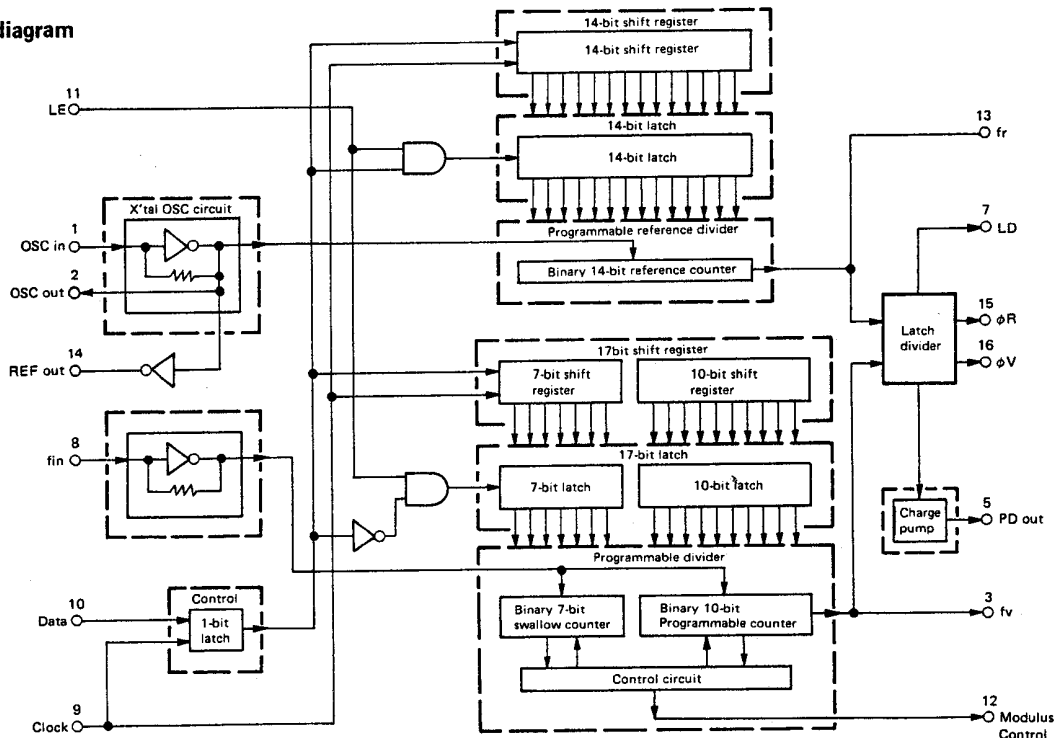 diagram
14-bit shift register
14-bit shift register
11
LE
14-bit latch
14-bit latch
13
fr
X'tal OSC circuit
1
OSC in
2
OSC out
Programmable reference divider
Binary 14-bit reference counter
7
LD
Latch
divider
15
φR
16
φV
14
REF out
17bit shift register
7-bit shift
register
10-bit shift
register
8
fin
17-bit latch
7-bit latch
10-bit latch
Charge
pump
5
PD out
Programmable divider
Binary 7-bit
swallow counter
Binary 10-bit
Programmable counter
3
fv
10
Data
Control
1-bit
latch
Control circuit
9
Clock
12
Modulus
Control